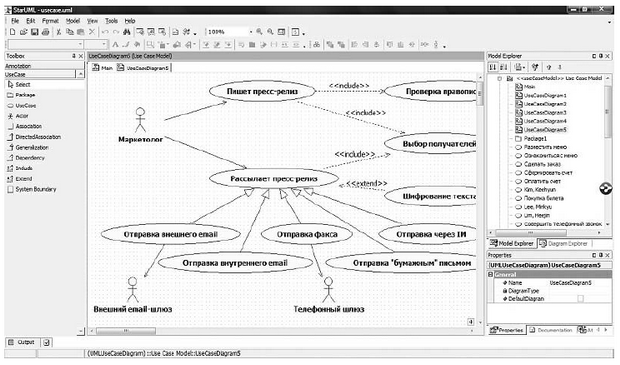 StarUML - usecase.uml
File Edit Format Model View Tools Help
100%
Toolbox
Annotation
UseCase
Select
Package
UseCase
Actor
Association
DirectedAssociation
Generalization
Dependency
Include
Extend
System Boundary
UseCaseDiagram5 (Use Case Model)
Main UseCaseDiagram5
Маркетолог
Пишет пресс-релиз
<<include>>
Проверка правопис
<<include>>
Выбор получателей
<<include>>
Рассылает пресс-релиз
<<extend>>
Шифрование текста
Отправка внешнего email
Отправка факса
Отправка через IM
Отправка внутреннего email
Отправка "бумажным" письмом
Внешний email-шлюз
Телефонный шлюз
Model Explorer
<<useCaseModel>> Use Case Model
Main
UseCaseDiagram1
UseCaseDiagram2
UseCaseDiagram3
UseCaseDiagram4
UseCaseDiagram5
Package1
Разместить меню
Ознакомиться с меню
Сделать заказ
Сформировать счет
Оплатить счет
Kim, Keehyun
Покупка билета
Lee, Minkyu
Lim, Heejin
Совершить телефонный звонок
Model Explorer Diagram Explorer
Properties
(UMLUseCaseDiagram) UseCaseDiagram5
General
Name UseCaseDiagram5
DiagramType
DefaultDiagram
Properties Documentation
Output
(UMLUseCaseDiagram) ::Use Case Model::UseCaseDiagram5